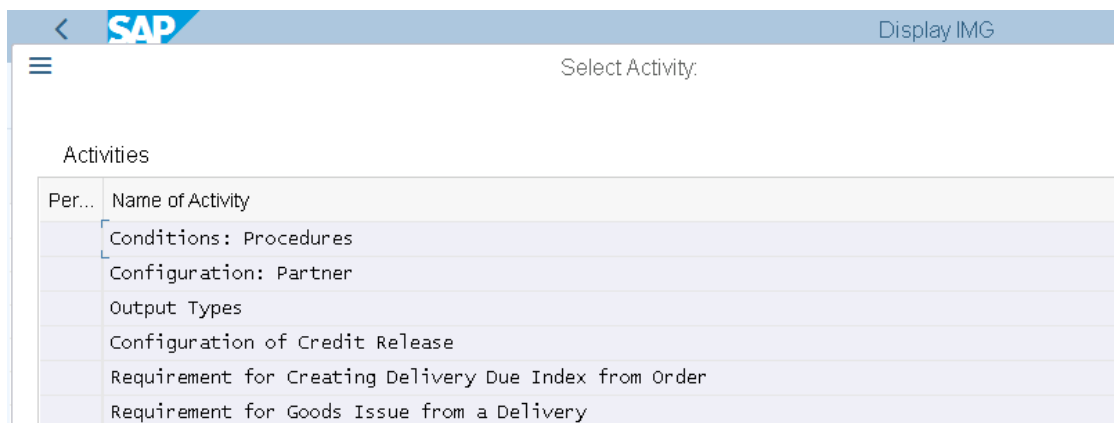 SAP
Display IMG
Select Activity:
Activities
Per... Name of Activity
Conditions: Procedures
Configuration: Partner
Output Types
Configuration of Credit Release
Requirement for Creating Delivery Due Index from Order
Requirement for Goods Issue from a Delivery